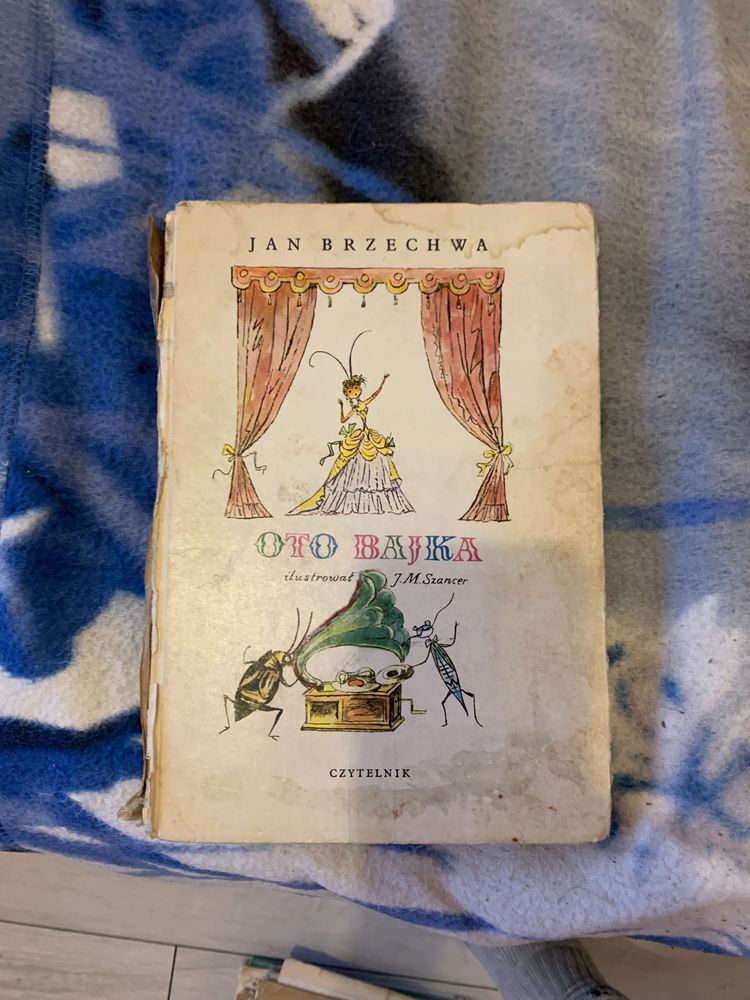 JAN BRZECHWA
OTO BAJKA
ilustrował J.M. Szancer
CZYTELNIK